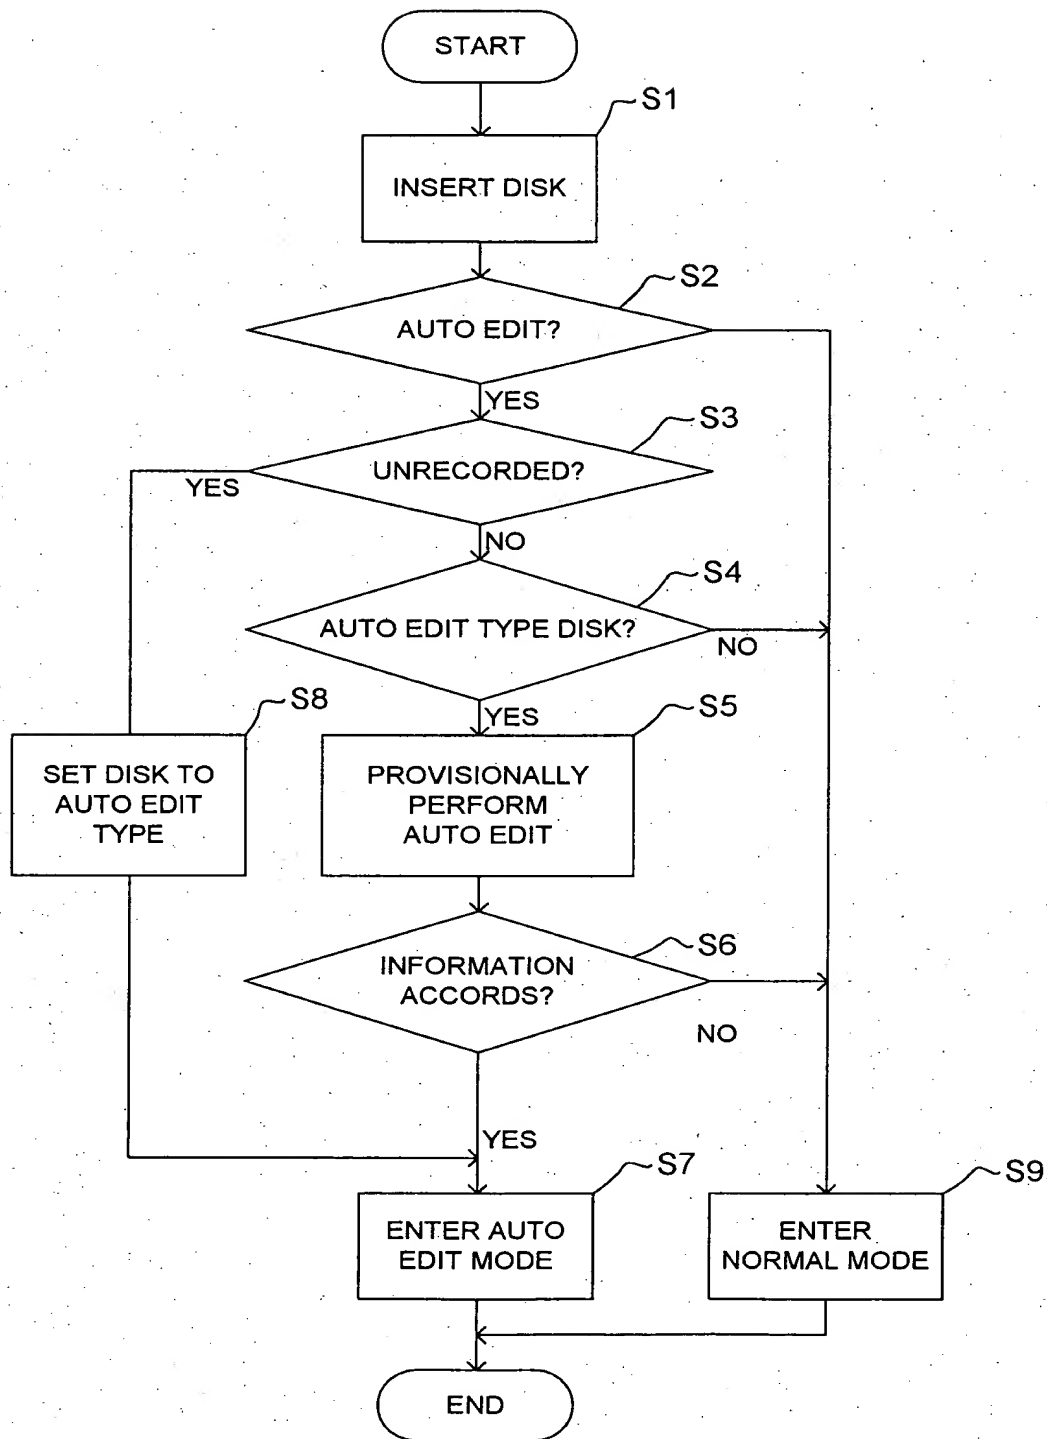 START
S1
INSERT DISK
S2
AUTO EDIT?
YES
S3
UNRECORDED?
YES
NO
S4
AUTO EDIT TYPE DISK?
NO
YES
S8
S5
SET DISK TO
AUTO EDIT
TYPE
PROVISIONALLY
PERFORM
AUTO EDIT
S6
INFORMATION
ACCORDS?
NO
YES
S7
S9
ENTER AUTO
EDIT MODE
ENTER
NORMAL MODE
END